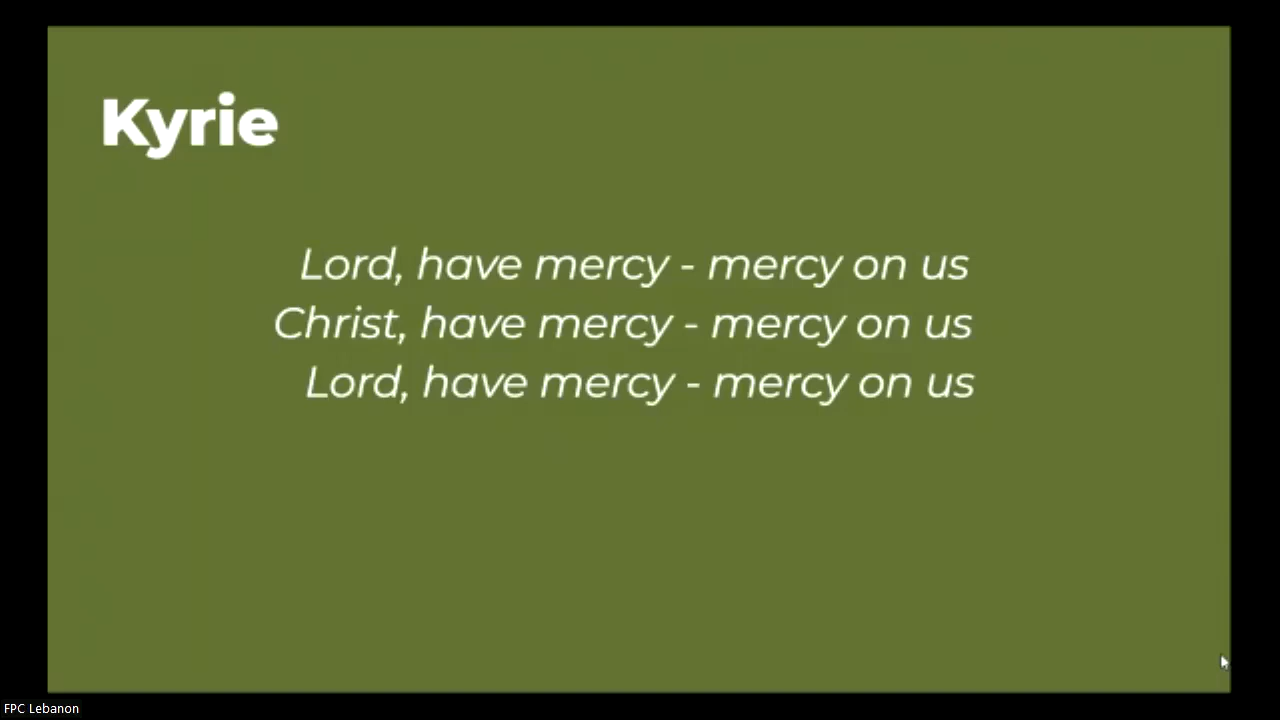 Kyrie
Lord, have mercy - mercy on us
Christ, have mercy - mercy on us
Lord, have mercy - mercy on us
FPC Lebanon